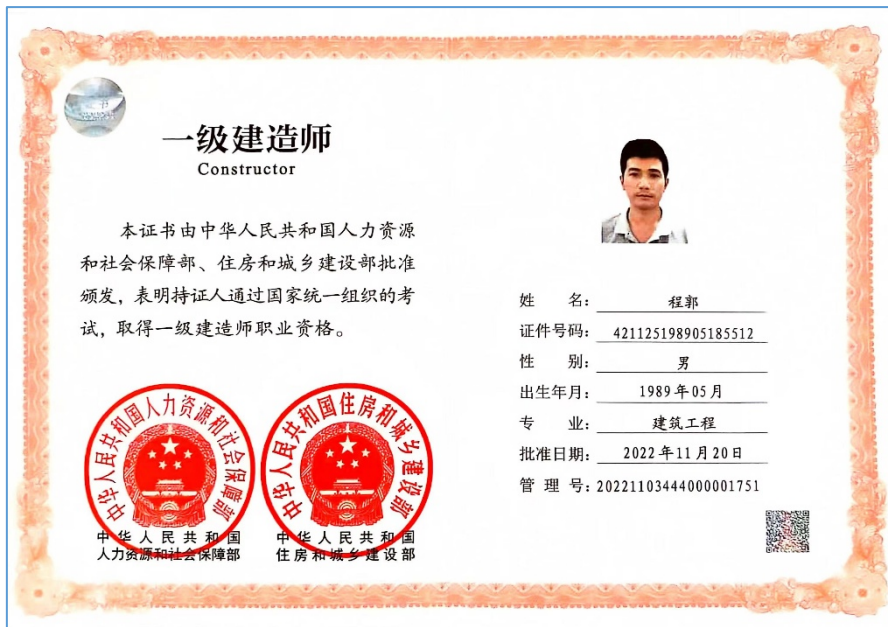 一级建造师
Constructor
本证书由中华人民共和国人力资源
和社会保障部、住房和城乡建设部批准
颁发，表明持证人通过国家统一组织的考
试，取得一级建造师职业资格。
中华人民共和国人力资源和社会保障部
中华人民共和国
人力资源和社会保障部
中华人民共和国住房和城乡建设部
中华人民共和国
住房和城乡建设部
姓 名： 程郭
证件号码： 421125198905185512
性 别： 男
出生年月： 1989年05月
专 业： 建筑工程
批准日期： 2022年11月20日
管 理 号：20221103444000001751